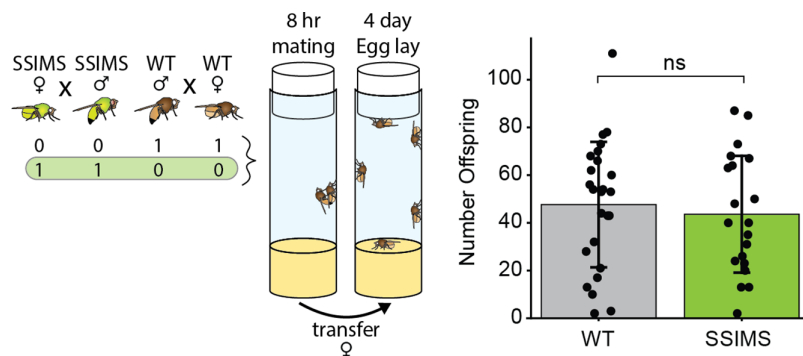 SSIMS SSIMS WT WT
♀ x ♂ ♂ x ♀
0 0 1 1
1 1 0 0
8 hr
mating
4 day
Egg lay
transfer
♀
Number Offspring
100
80
60
40
20
0
ns
WT SSIMS